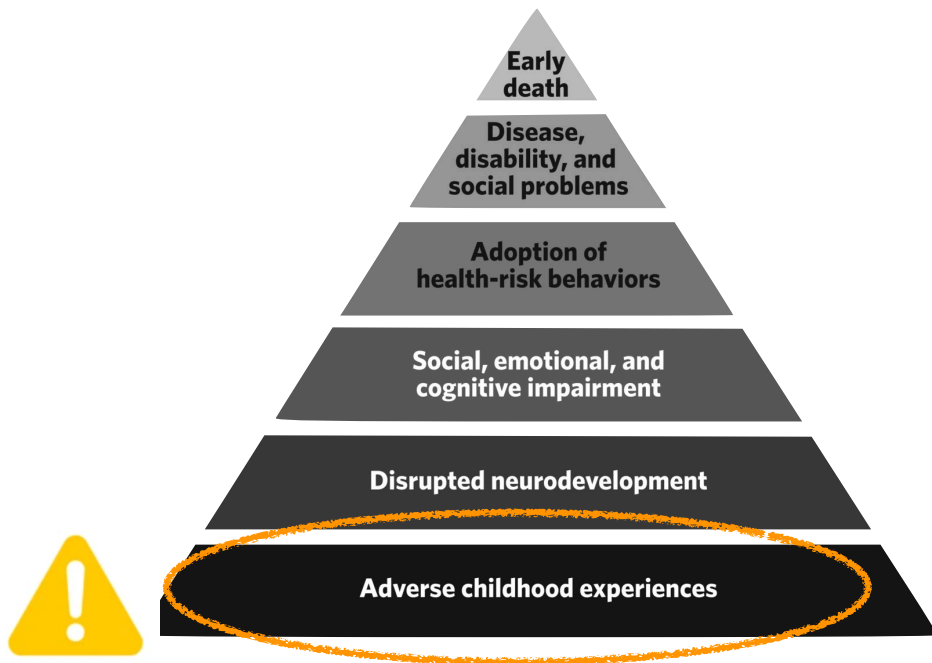 Early
death
Disease,
disability, and
social problems
Adoption of
health-risk behaviors
Social, emotional, and
cognitive impairment
Disrupted neurodevelopment
Adverse childhood experiences